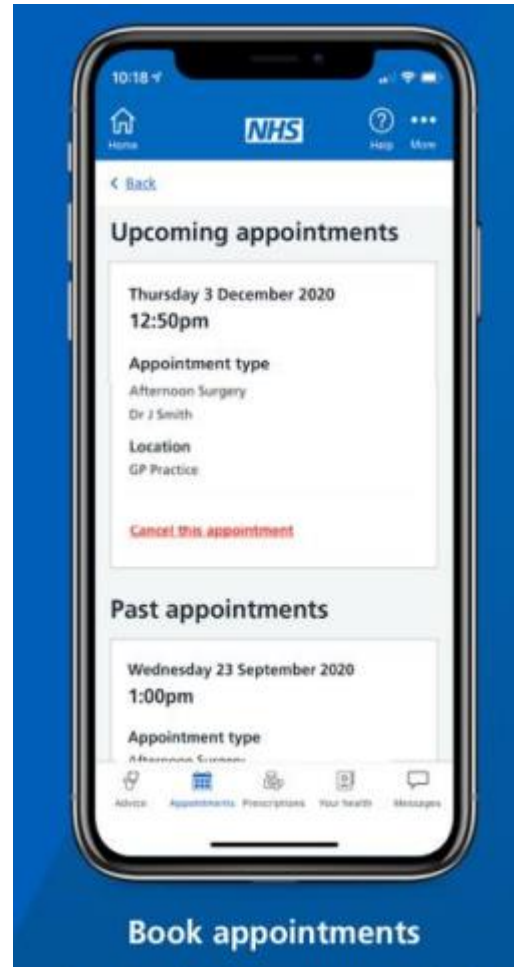 10:18
NHS
Home
Help
More
Back
Upcoming appointments
Thursday 3 December 2020
12:50pm
Appointment type
Afternoon Surgery
Dr J Smith
Location
GP Practice
Cancel this appointment
Past appointments
Wednesday 23 September 2020
1:00pm
Appointment type
Afternoon Surgery
Advice Appointments Prescriptions Your health Messages
Book appointments